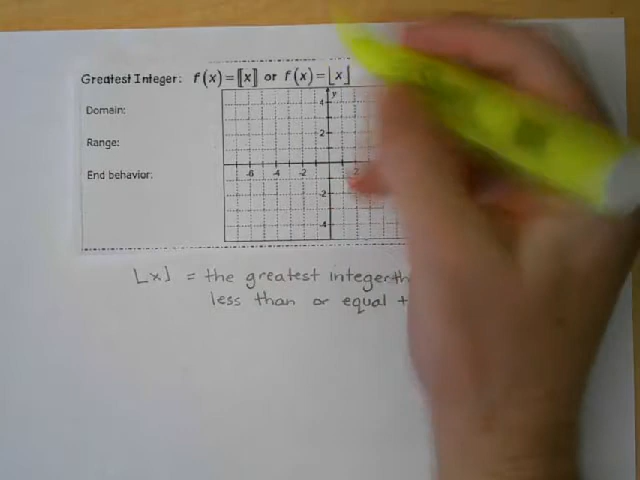 Greatest Integer: f(x)=⟦x⟧ or f(x)=⌊x⌋
Domain:
Range:
End behavior:
y
4
2
-6 -4 -2 2
-2
-4
⌊x⌋ = the greatest integer th
less than or equal t